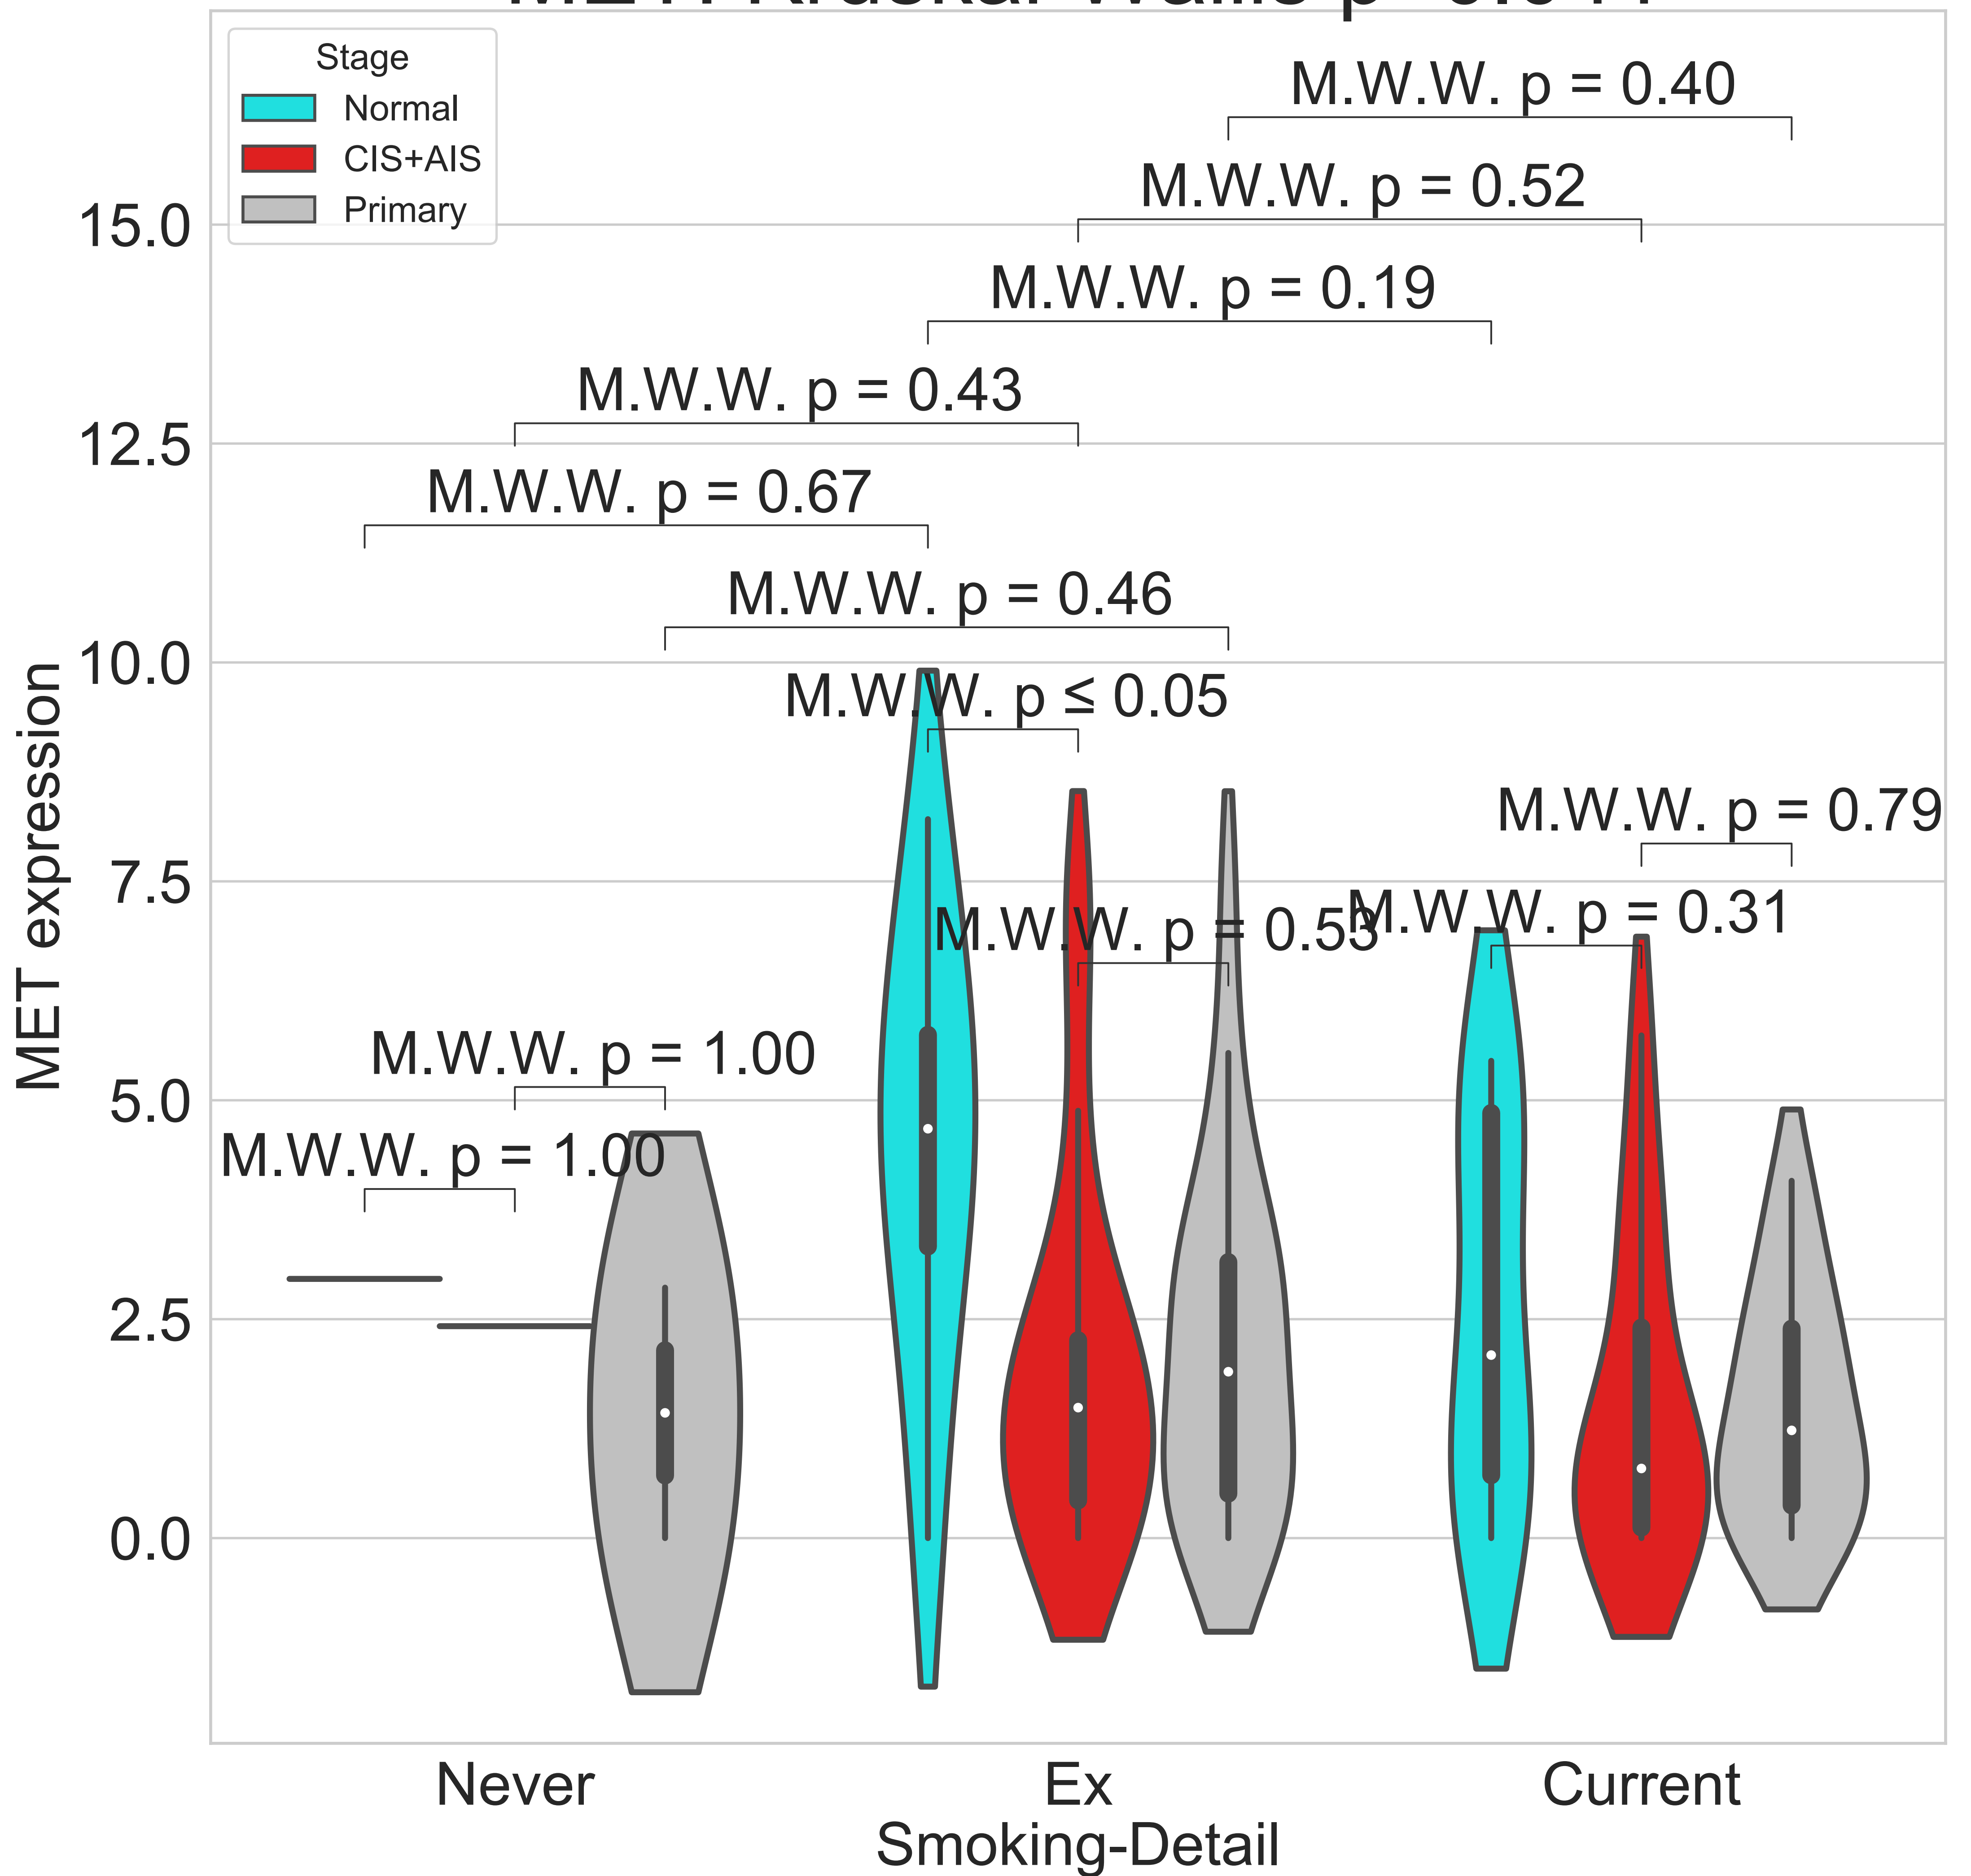 Stage
Normal
CIS+AIS
Primary
M.W.W. p = 0.40
M.W.W. p = 0.52
M.W.W. p = 0.19
M.W.W. p = 0.43
M.W.W. p = 0.67
M.W.W. p = 0.46
M.W.W. p ≤ 0.05
M.W.W. p = 0.79
M.W.W. p = 0.31
M.W.W. p = 0.53
M.W.W. p = 1.00
M.W.W. p = 1.00
15.0
12.5
10.0
7.5
5.0
2.5
0.0
MET expression
Never
Ex
Current
Smoking-Detail